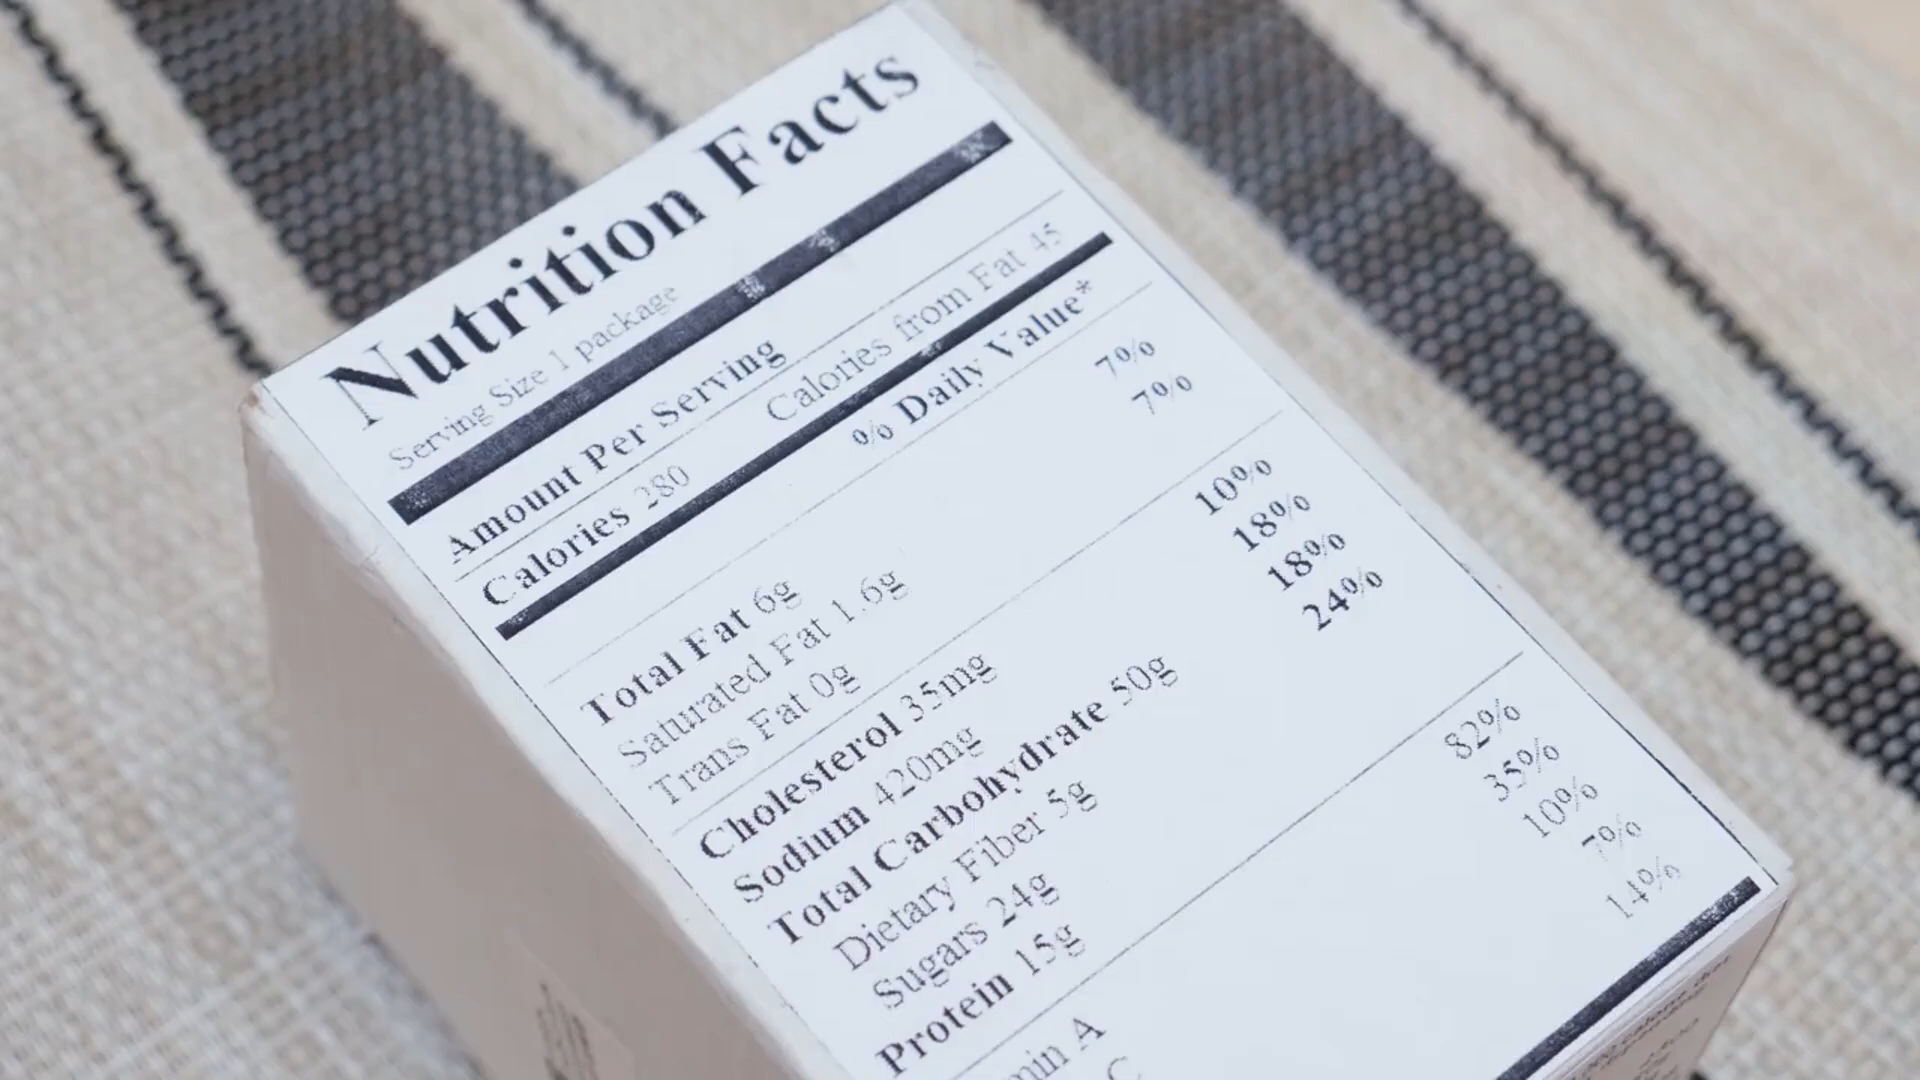 Nutrition Facts
Serving Size 1 package
Amount Per Serving
Calories 280 Calories from Fat 45
% Daily Value*
Total Fat 6g 7%
Saturated Fat 1.6g 7%
Trans Fat 0g
Cholesterol 35mg 10%
Sodium 420mg 18%
Total Carbohydrate 50g 18%
Dietary Fiber 5g 24%
Sugars 24g
Protein 15g
min A 82%
C 35%
10%
7%
14%